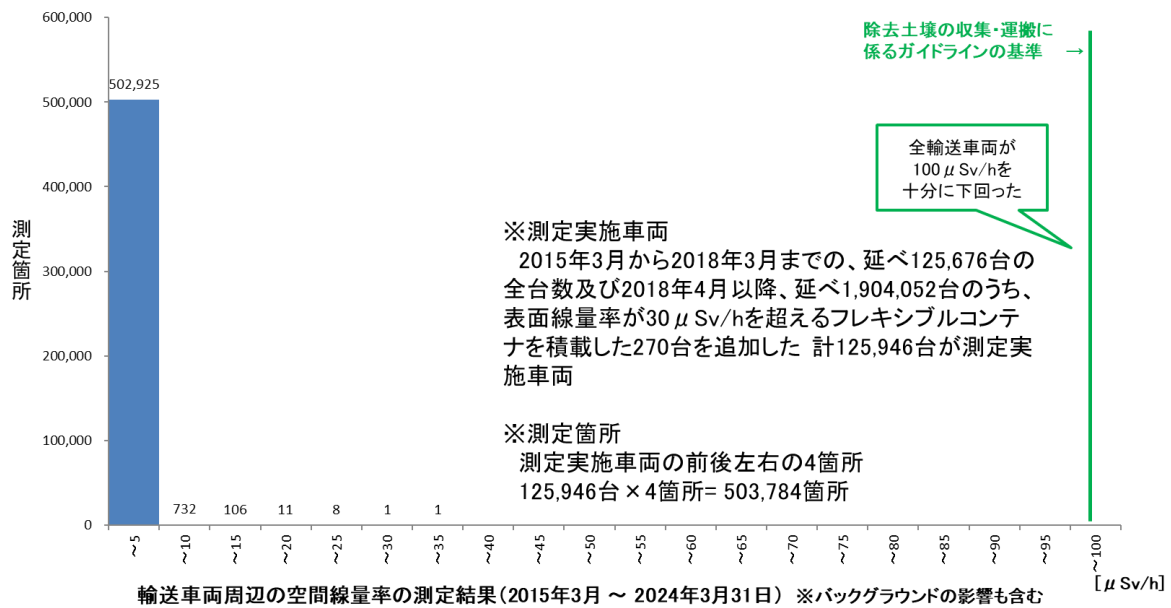 600,000
500,000
400,000
300,000
200,000
100,000
0
測定箇所
502,925
732
106
11
8
1
1
除去土壌の収集・運搬に
係るガイドラインの基準 →
全輸送車両が
100μSv/hを
十分に下回った
※測定実施車両
2015年3月から2018年3月までの、延べ125,676台の
全台数及び2018年4月以降、延べ1,904,052台のうち、
表面線量率が30μSv/hを超えるフレキシブルコンテ
ナを積載した270台を追加した 計125,946台が測定実
施車両
※測定箇所
測定実施車両の前後左右の4箇所
125,946台×4箇所= 503,784箇所
~5
~10
~15
~20
~25
~30
~35
~40
~45
~50
~55
~60
~65
~70
~75
~80
~85
~90
~95
~100
[μSv/h]
輸送車両周辺の空間線量率の測定結果(2015年3月 ~ 2024年3月31日) ※バックグラウンドの影響も含む